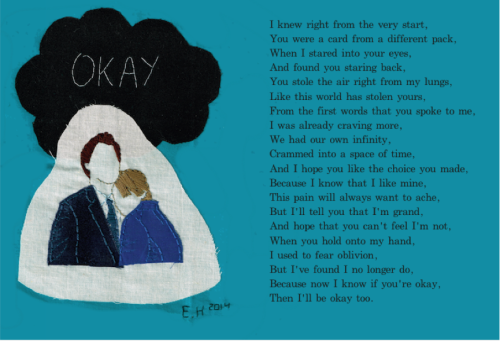 OKAY
E.H 2014
I knew right from the very start,
You were a card from a different pack,
When I stared into your eyes,
And found you staring back,
You stole the air right from my lungs,
Like this world has stolen yours,
From the first words that you spoke to me,
I was already craving more,
We had our own infinity,
Crammed into a space of time,
And I hope you like the choice you made,
Because I know that I like mine,
This pain will always want to ache,
But I'll tell you that I'm grand,
And hope that you can't feel I'm not,
When you hold onto my hand,
I used to fear oblivion,
But I've found I no longer do,
Because now I know if you're okay,
Then I'll be okay too.